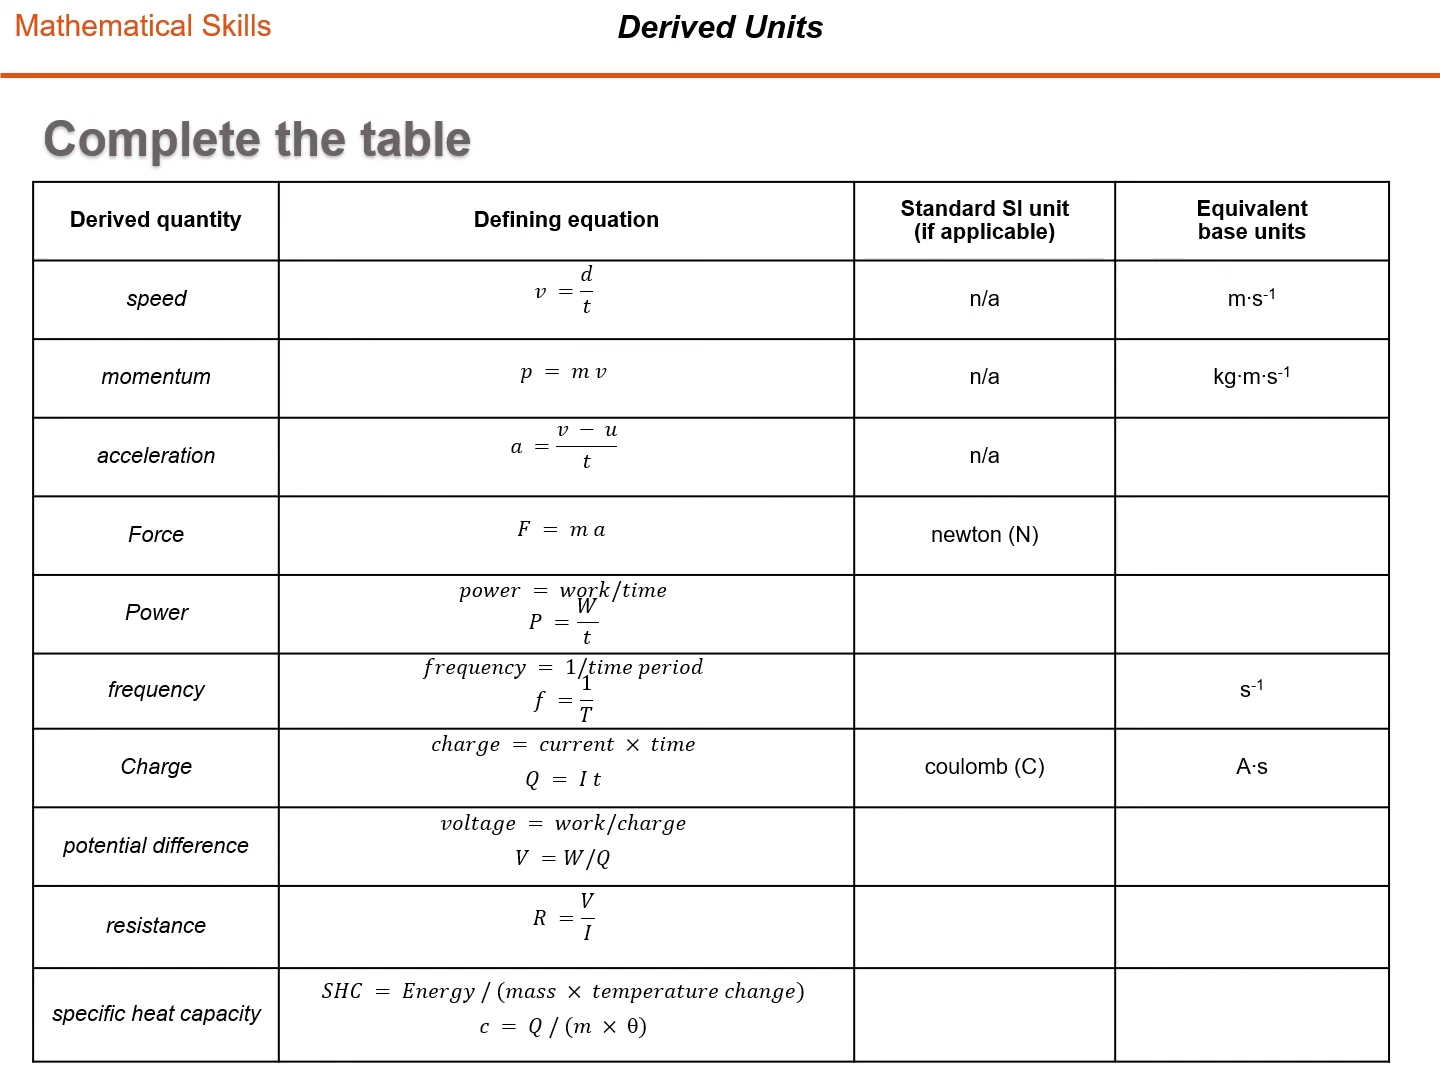 Mathematical Skills
Derived Units
Complete the table
Derived quantity
Defining equation
Standard SI unit
(if applicable)
Equivalent
base units
speed
v = d/t
n/a
m·s⁻¹
momentum
p = m v
n/a
kg·m·s⁻¹
acceleration
a = (v − u)/t
n/a
Force
F = m a
newton (N)
Power
power = work/time
P = W/t
frequency
frequency = 1/time period
f = 1/T
s⁻¹
Charge
charge = current × time
Q = I t
coulomb (C)
A·s
potential difference
voltage = work/charge
V = W/Q
resistance
R = V/I
specific heat capacity
SHC = Energy / (mass × temperature change)
c = Q / (m × θ)